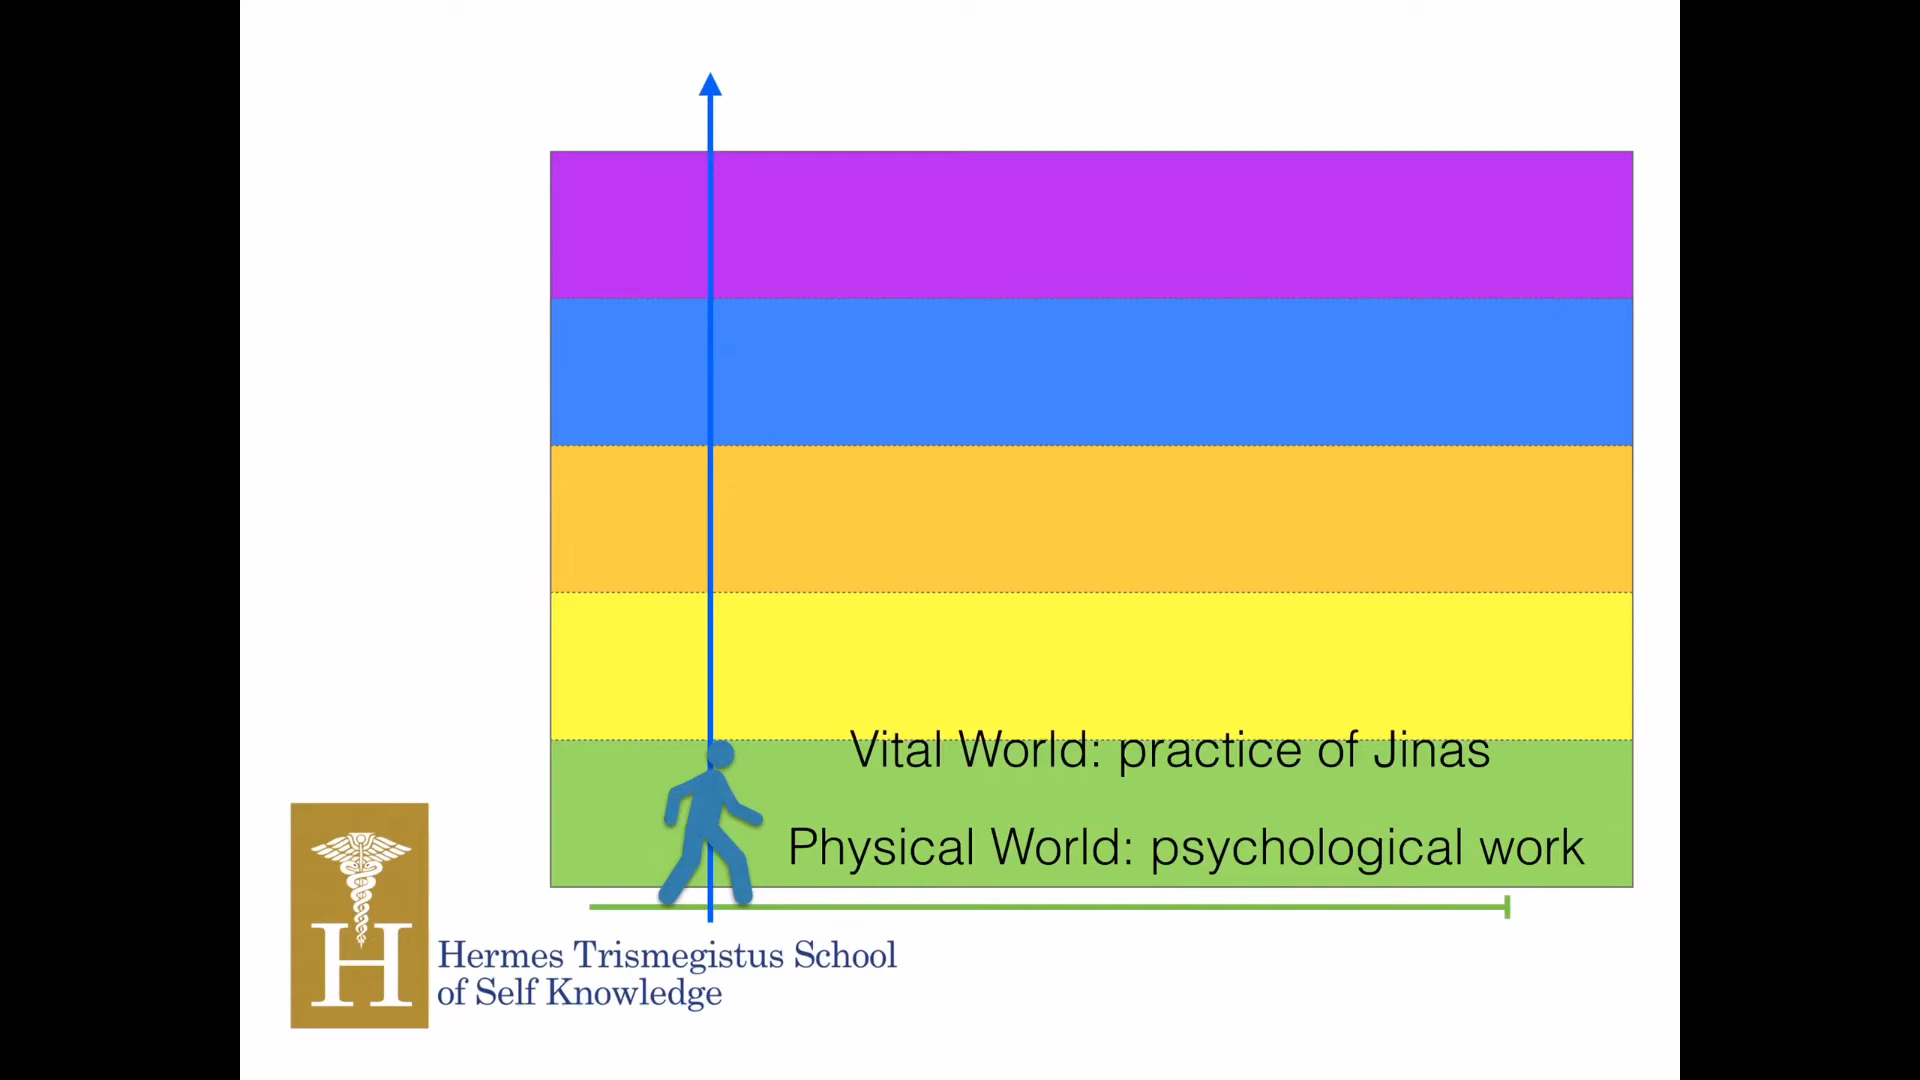 Vital World: practice of Jinas
Physical World: psychological work
H
Hermes Trismegistus School
of Self Knowledge